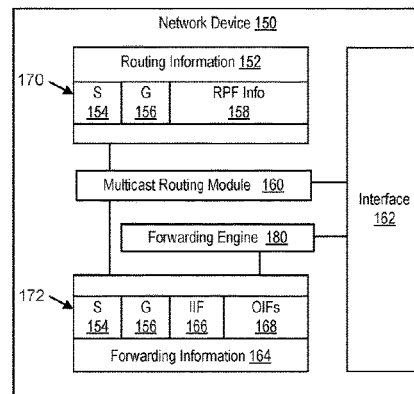 Network Device 150
Routing Information 152
170
S
154
G
156
RPF Info
158
Multicast Routing Module 160
Interface
162
Forwarding Engine 180
172
S
154
G
156
IIF
166
OIFs
168
Forwarding Information 164